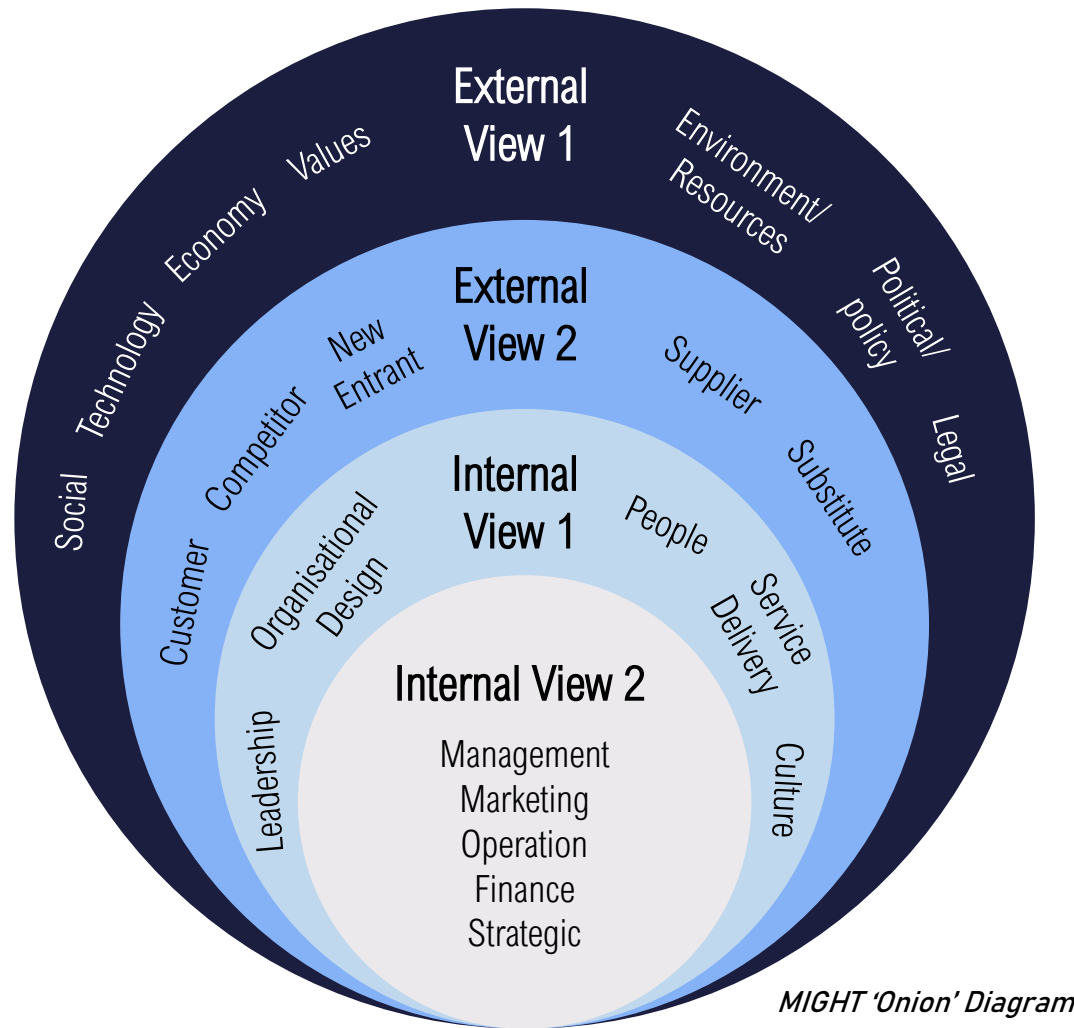 External
View 1
Social
Technology
Economy
Values
Environment/
Resources
Political/
policy
Legal
External
View 2
Customer
Competitor
New
Entrant
Supplier
Substitute
Internal
View 1
Leadership
Organisational
Design
People
Service
Delivery
Culture
Internal View 2
Management
Marketing
Operation
Finance
Strategic
MIGHT ‘Onion’ Diagram